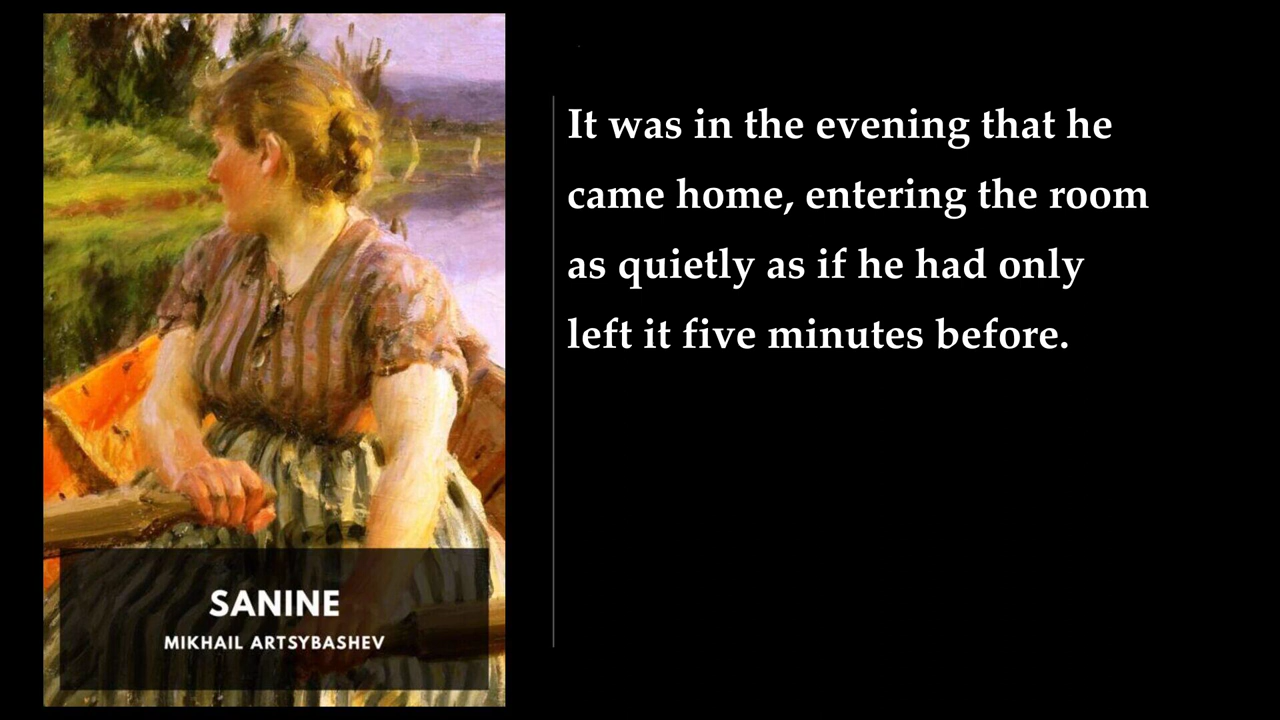 SANINE
MIKHAIL ARTSYBASHEV
It was in the evening that he
came home, entering the room
as quietly as if he had only
left it five minutes before.